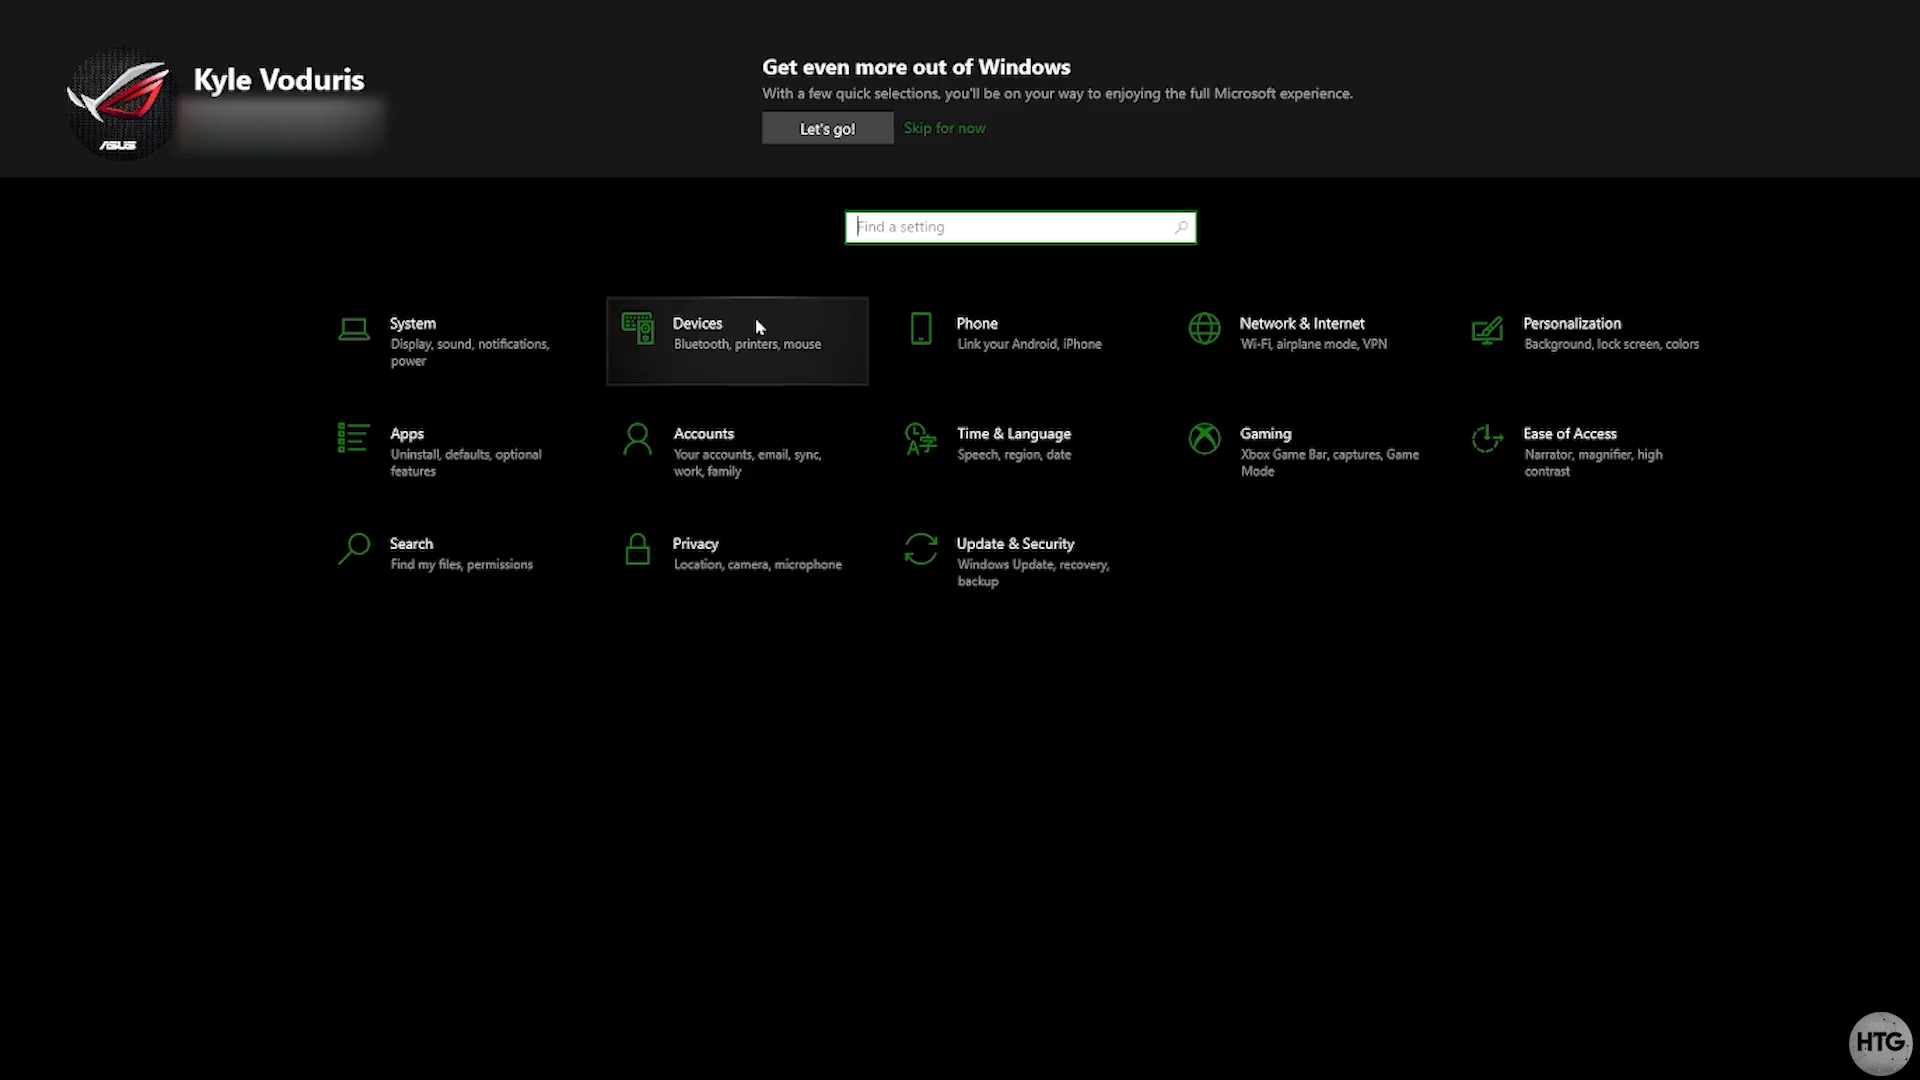 Kyle Voduris
ASUS
Get even more out of Windows
With a few quick selections, you'll be on your way to enjoying the full Microsoft experience.
Let's go!
Skip for now
Find a setting
System
Display, sound, notifications,
power
Devices
Bluetooth, printers, mouse
Phone
Link your Android, iPhone
Network & Internet
Wi-Fi, airplane mode, VPN
Personalization
Background, lock screen, colors
Apps
Uninstall, defaults, optional
features
Accounts
Your accounts, email, sync,
work, family
Time & Language
Speech, region, date
Gaming
Xbox Game Bar, captures, Game
Mode
Ease of Access
Narrator, magnifier, high
contrast
Search
Find my files, permissions
Privacy
Location, camera, microphone
Update & Security
Windows Update, recovery,
backup
HTG